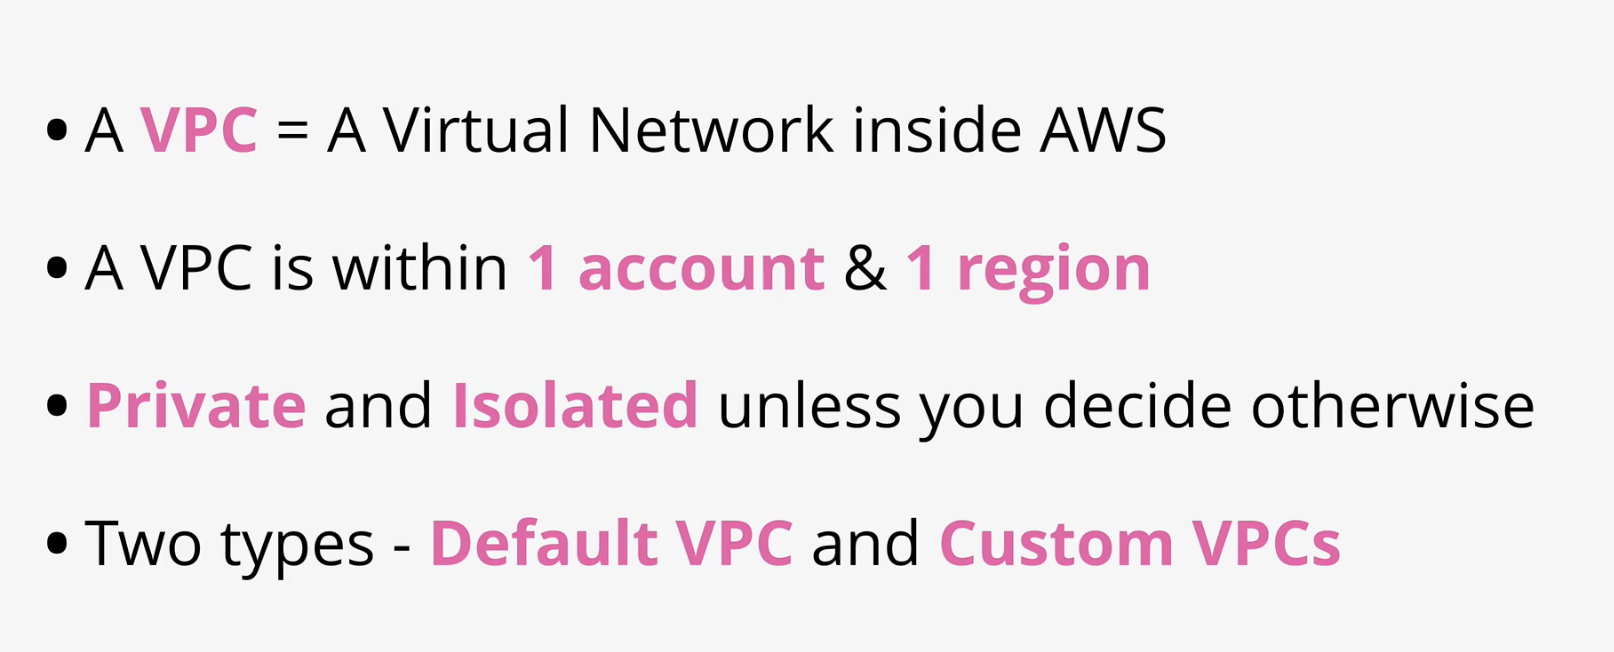 • A VPC = A Virtual Network inside AWS
• A VPC is within 1 account & 1 region
• Private and Isolated unless you decide otherwise
• Two types - Default VPC and Custom VPCs